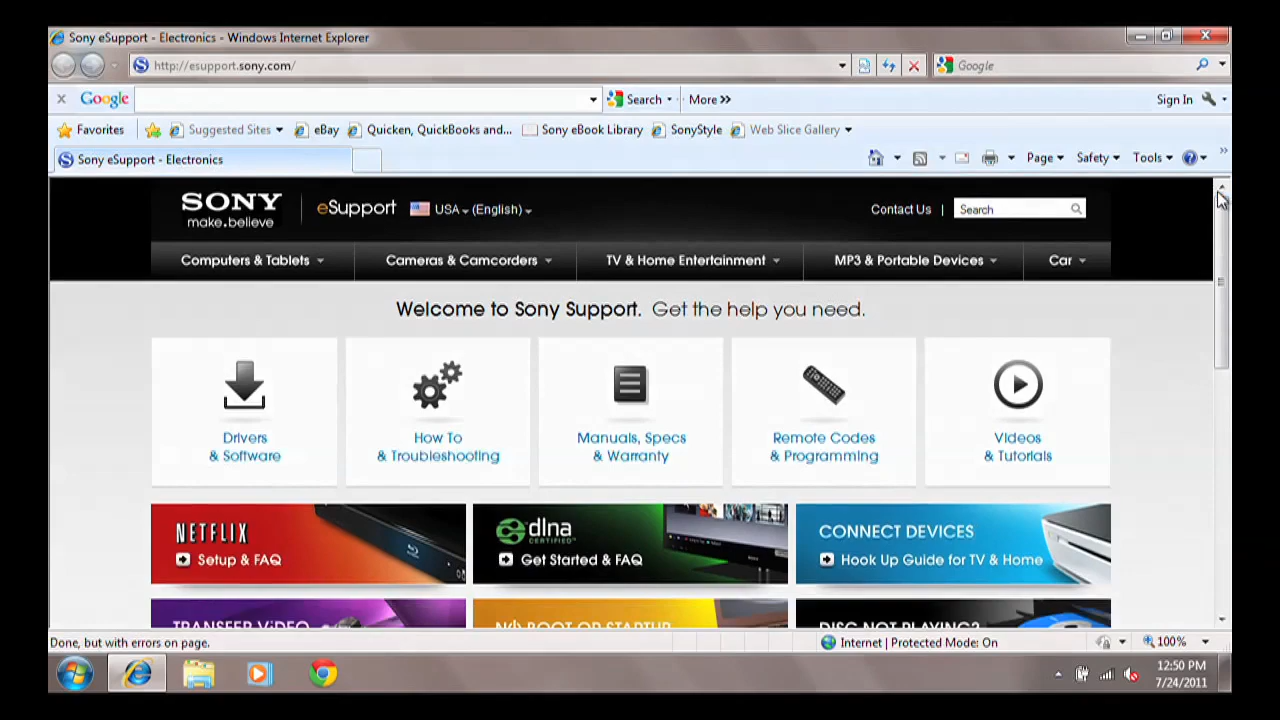 Sony eSupport - Electronics - Windows Internet Explorer
http://esupport.sony.com/
Google
Google
Search
More »
Sign In
Favorites
Suggested Sites
eBay
Quicken, QuickBooks and...
Sony eBook Library
SonyStyle
Web Slice Gallery
Sony eSupport - Electronics
Page
Safety
Tools
SONY
make.believe
eSupport
USA
(English)
Contact Us |
Search
Computers & Tablets
Cameras & Camcorders
TV & Home Entertainment
MP3 & Portable Devices
Car
Welcome to Sony Support. Get the help you need.
Drivers
& Software
How To
& Troubleshooting
Manuals, Specs
& Warranty
Remote Codes
& Programming
Videos
& Tutorials
NETFLIX
Setup & FAQ
dlna
CERTIFIED
Get Started & FAQ
CONNECT DEVICES
Hook Up Guide for TV & Home
TRANSFER VIDEO
BOOT OR STARTUP
DISC NOT PLAYING?
Done, but with errors on page.
Internet | Protected Mode: On
100%
12:50 PM
7/24/2011